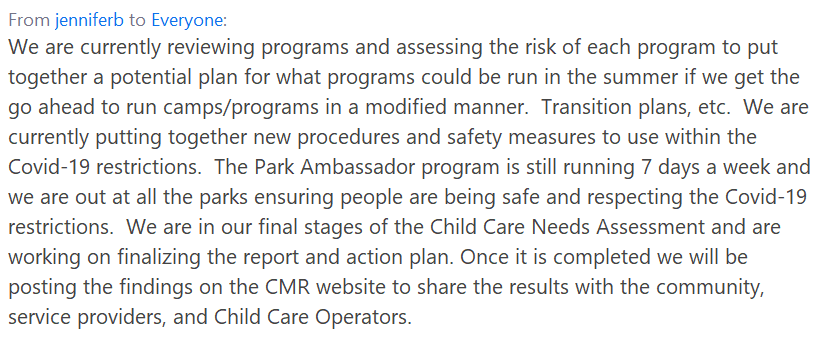 From jenniferb to Everyone:
We are currently reviewing programs and assessing the risk of each program to put
together a potential plan for what programs could be run in the summer if we get the
go ahead to run camps/programs in a modified manner.  Transition plans, etc.  We are
currently putting together new procedures and safety measures to use within the
Covid-19 restrictions.  The Park Ambassador program is still running 7 days a week and
we are out at all the parks ensuring people are being safe and respecting the Covid-19
restrictions.  We are in our final stages of the Child Care Needs Assessment and are
working on finalizing the report and action plan. Once it is completed we will be
posting the findings on the CMR website to share the results with the community,
service providers, and Child Care Operators.